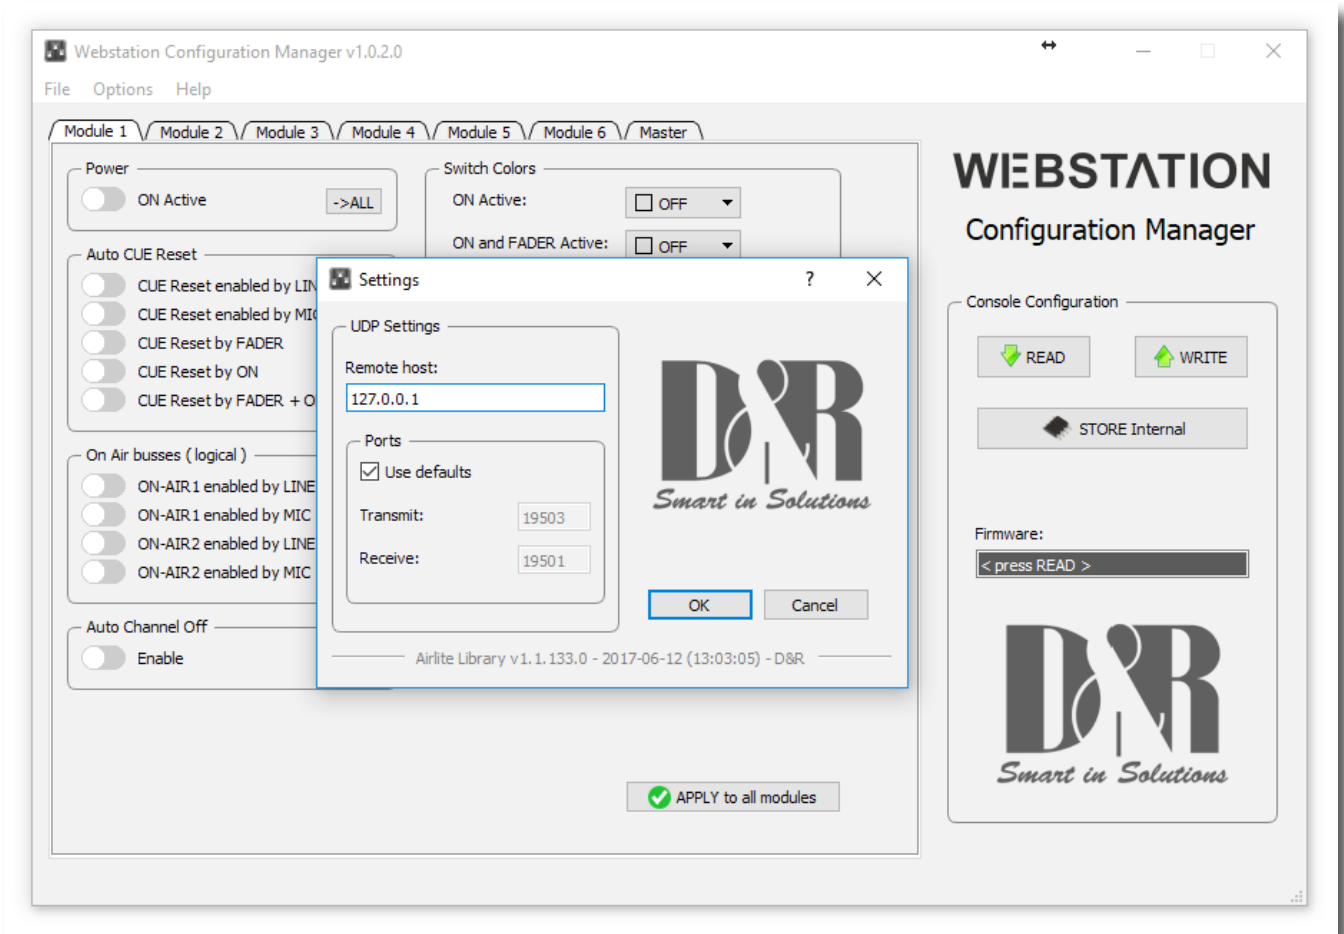 Webstation Configuration Manager v1.0.2.0
File Options Help
Module 1 Module 2 Module 3 Module 4 Module 5 Module 6 Master
Power
ON Active
->ALL
Switch Colors
ON Active:
OFF
ON and FADER Active:
OFF
Auto CUE Reset
CUE Reset enabled by LIN
CUE Reset enabled by MIC
CUE Reset by FADER
CUE Reset by ON
CUE Reset by FADER + O
On Air busses ( logical )
ON-AIR1 enabled by LINE
ON-AIR1 enabled by MIC
ON-AIR2 enabled by LINE
ON-AIR2 enabled by MIC
Auto Channel Off
Enable
Settings
?
UDP Settings
Remote host:
127.0.0.1
Ports
Use defaults
Transmit:
19503
Receive:
19501
D&R
Smart in Solutions
OK
Cancel
Airlite Library v1.1.133.0 - 2017-06-12 (13:03:05) - D&R
APPLY to all modules
WEBSTATION
Configuration Manager
Console Configuration
READ
WRITE
STORE Internal
Firmware:
< press READ >
D&R
Smart in Solutions